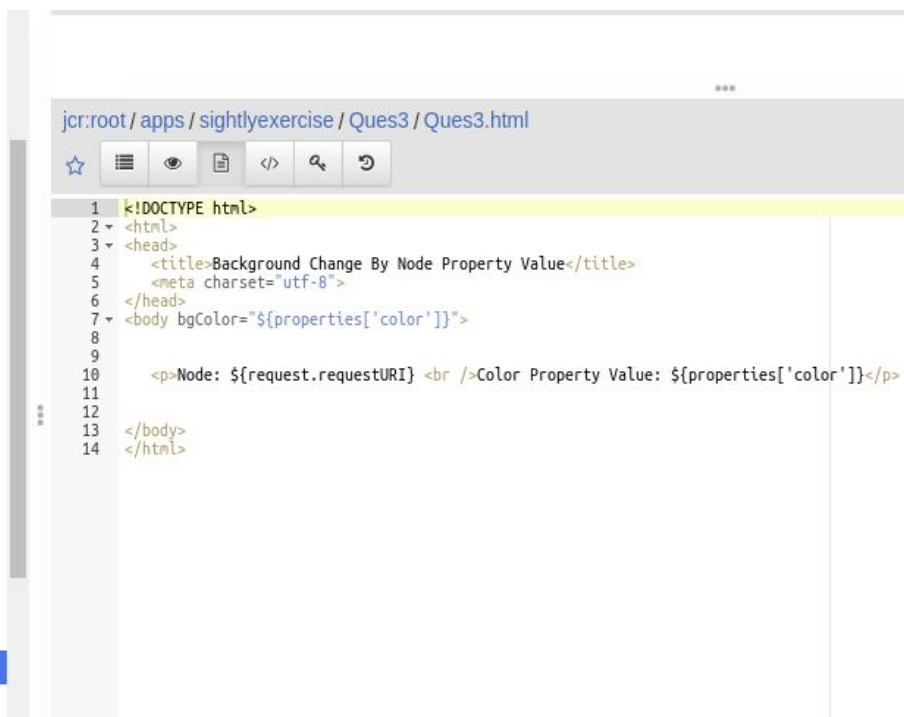 jcr:root / apps / sightlyexercise / Ques3 / Ques3.html
1 <!DOCTYPE html>
2 <html>
3 <head>
4 <title>Background Change By Node Property Value</title>
5 <meta charset="utf-8">
6 </head>
7 <body bgColor="${properties['color']}">
8
9
10 <p>Node: ${request.requestURI} <br />Color Property Value: ${properties['color']}</p>
11
12
13 </body>
14 </html>